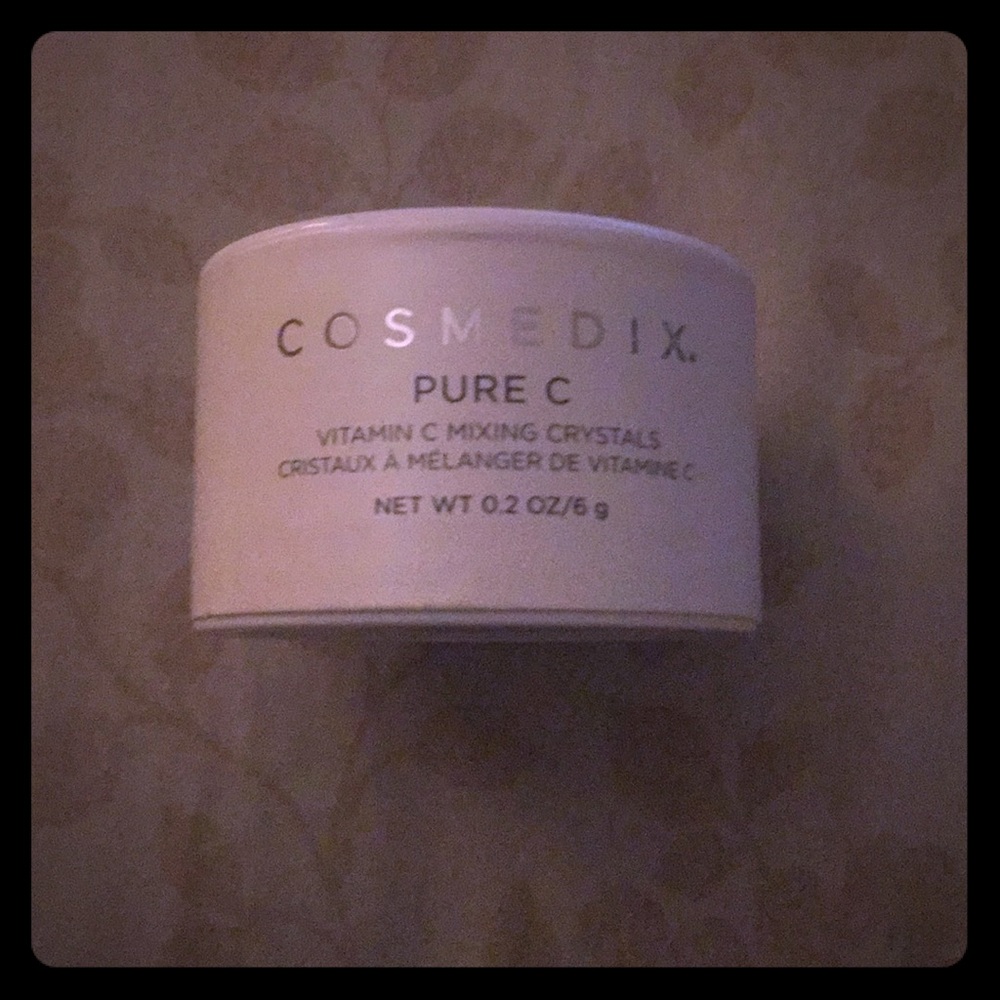 COSMEDIX.
PURE C
VITAMIN C MIXING CRYSTALS
CRISTAUX À MÉLANGER DE VITAMINE C
NET WT 0.2 OZ/6 g